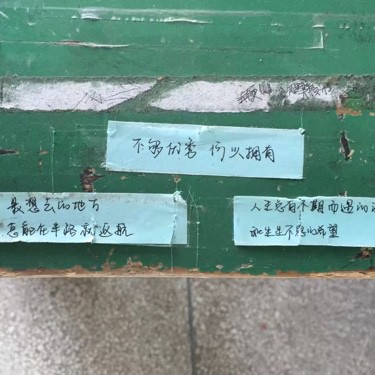 不够优秀 何以拥有
最想去的地方
怎能在半路就返航
人生总有不期而遇的温
和生生不息的希望